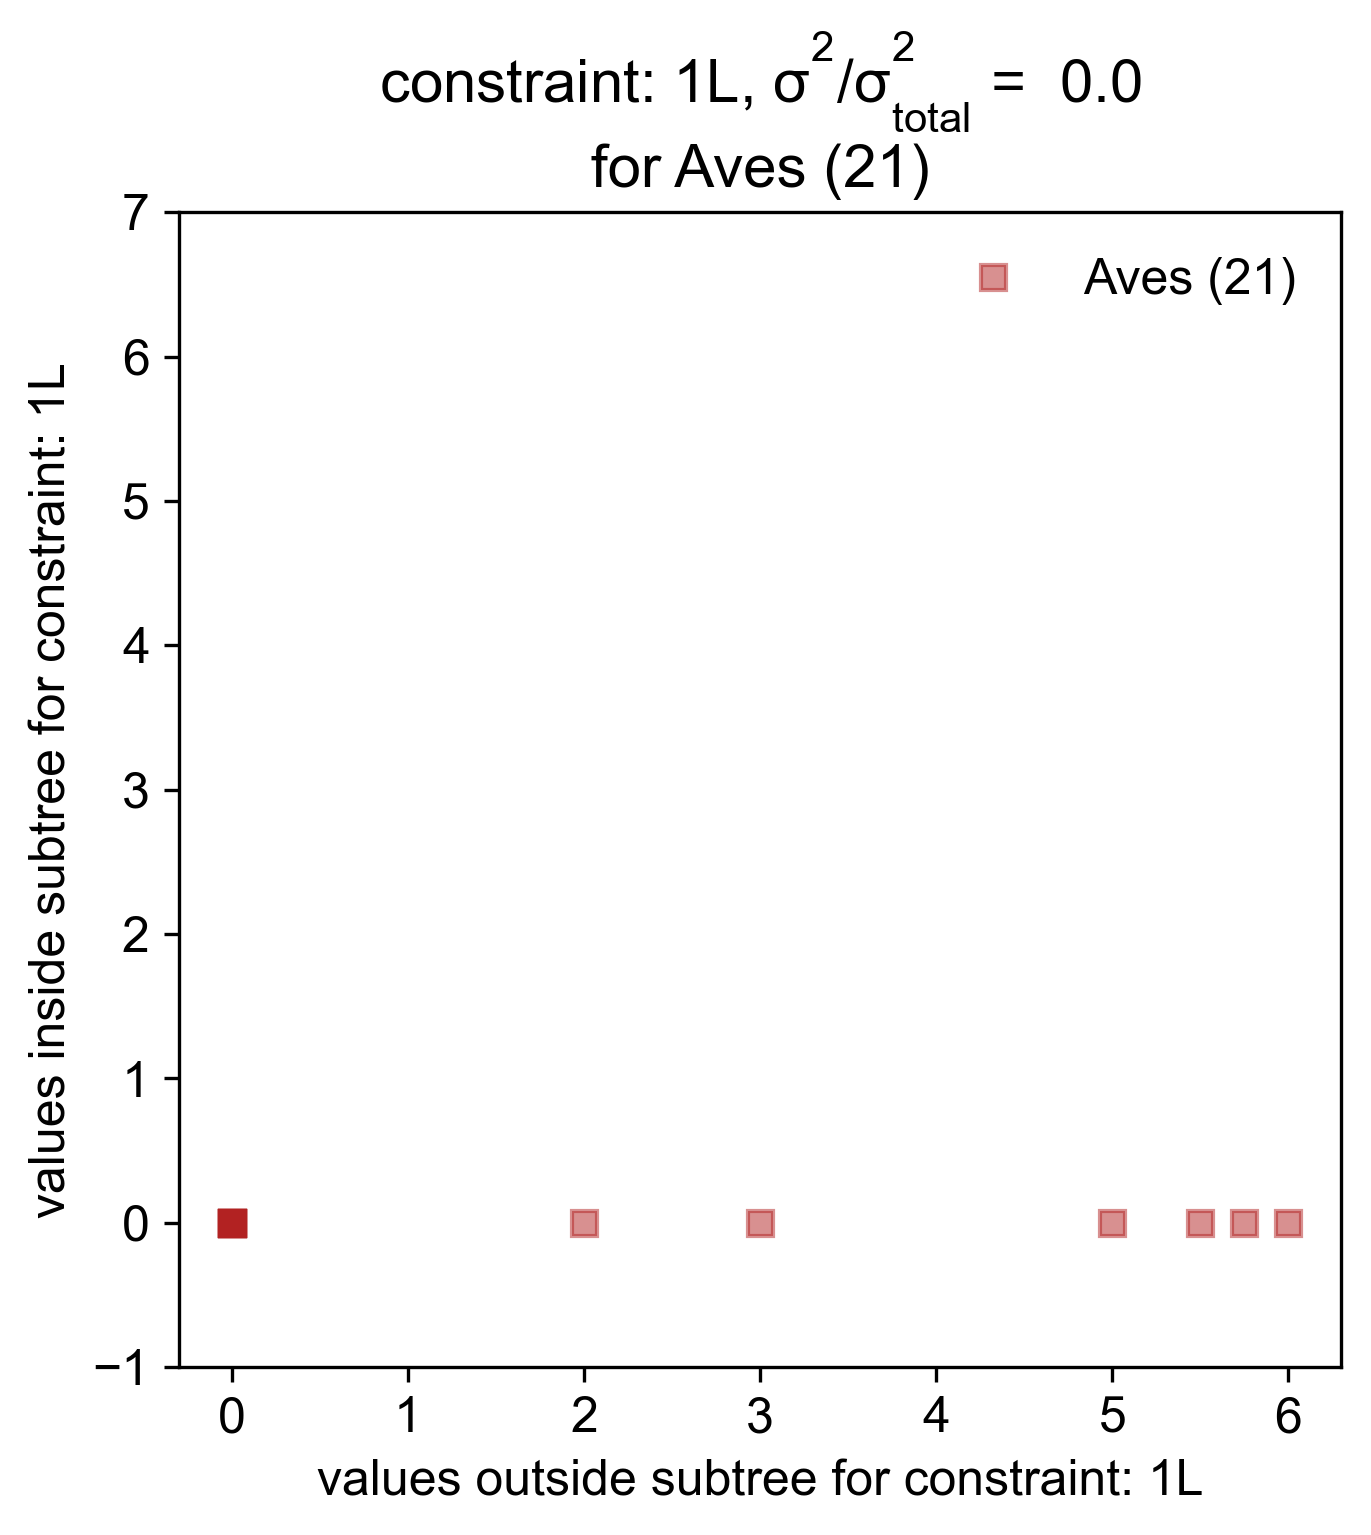 constraint: 1L, σ²/σ²total = 0.0
for Aves (21)
7
Aves (21)
6
5
4
3
2
1
0
−1
values inside subtree for constraint: 1L
0 1 2 3 4 5 6
values outside subtree for constraint: 1L